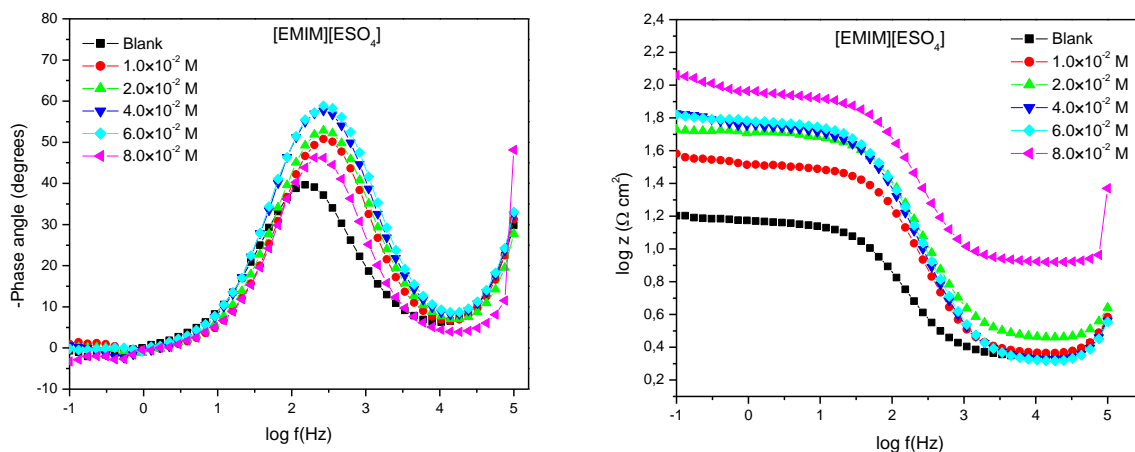 [EMIM][ESO₄]
Blank
1.0×10⁻² M
2.0×10⁻² M
4.0×10⁻² M
6.0×10⁻² M
8.0×10⁻² M
-Phase angle (degrees)
80
70
60
50
40
30
20
10
0
-10
-1
0
1
2
3
4
5
log f(Hz)
[EMIM][ESO₄]
Blank
1.0×10⁻² M
2.0×10⁻² M
4.0×10⁻² M
6.0×10⁻² M
8.0×10⁻² M
log z (Ω cm²)
2,4
2,2
2,0
1,8
1,6
1,4
1,2
1,0
0,8
0,6
0,4
0,2
-1
0
1
2
3
4
5
log f(Hz)